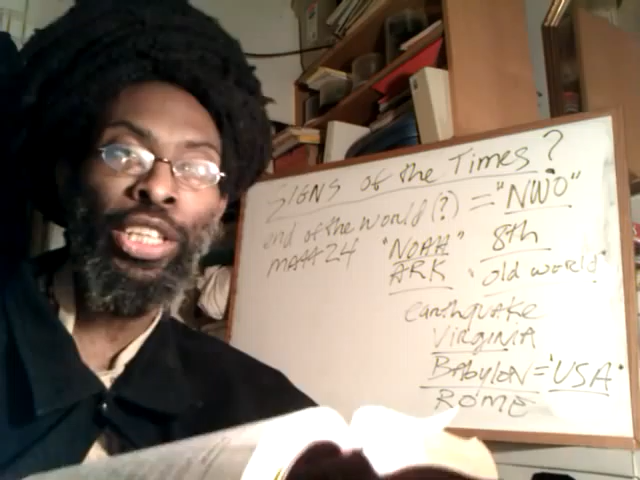 SIGNS of the Times?
end of the world(?) = "NWO"
matt 24 "NOAH" 8th
ARK "old world"
earthquake
VIRGINIA
BABYLON = "USA"
ROME